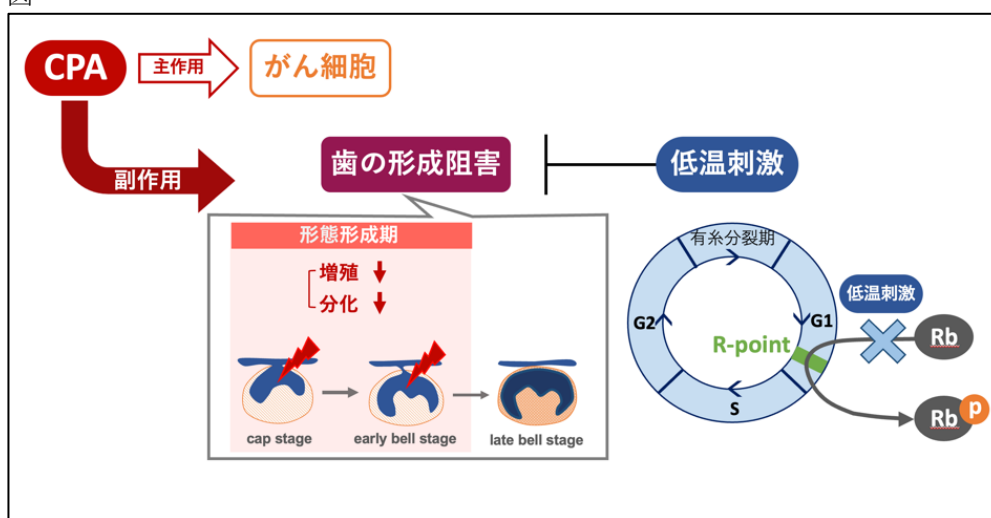 CPA
主作用
がん細胞
副作用
歯の形成阻害
低温刺激
形態形成期
増殖
分化
cap stage
early bell stage
late bell stage
有糸分裂期
G2
G1
R-point
S
低温刺激
Rb
Rb
p